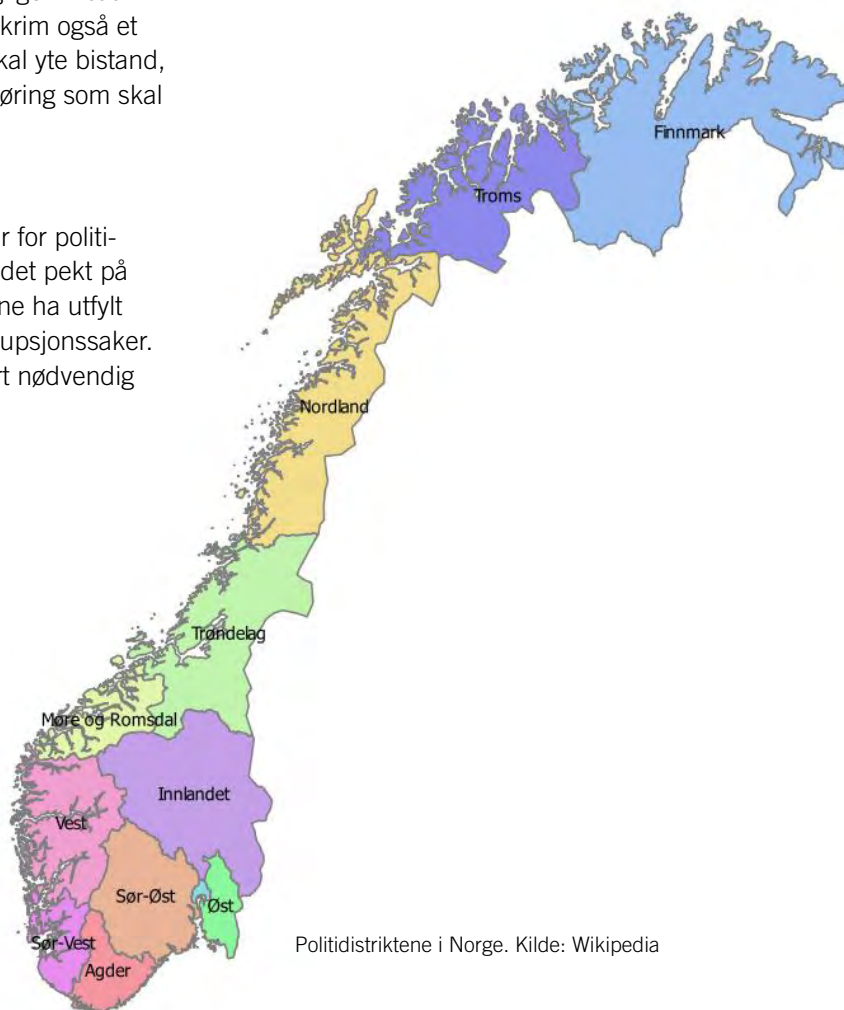 krim også et
kal yte bistand,
øring som skal
r for politi-
det pekt på
ne ha utfylt
upsjonssaker.
rt nødvendig
Finnmark
Troms
Nordland
Trøndelag
Møre og Romsdal
Innlandet
Vest
Sør-Øst
Øst
Sør-Vest
Agder
Politidistriktene i Norge. Kilde: Wikipedia